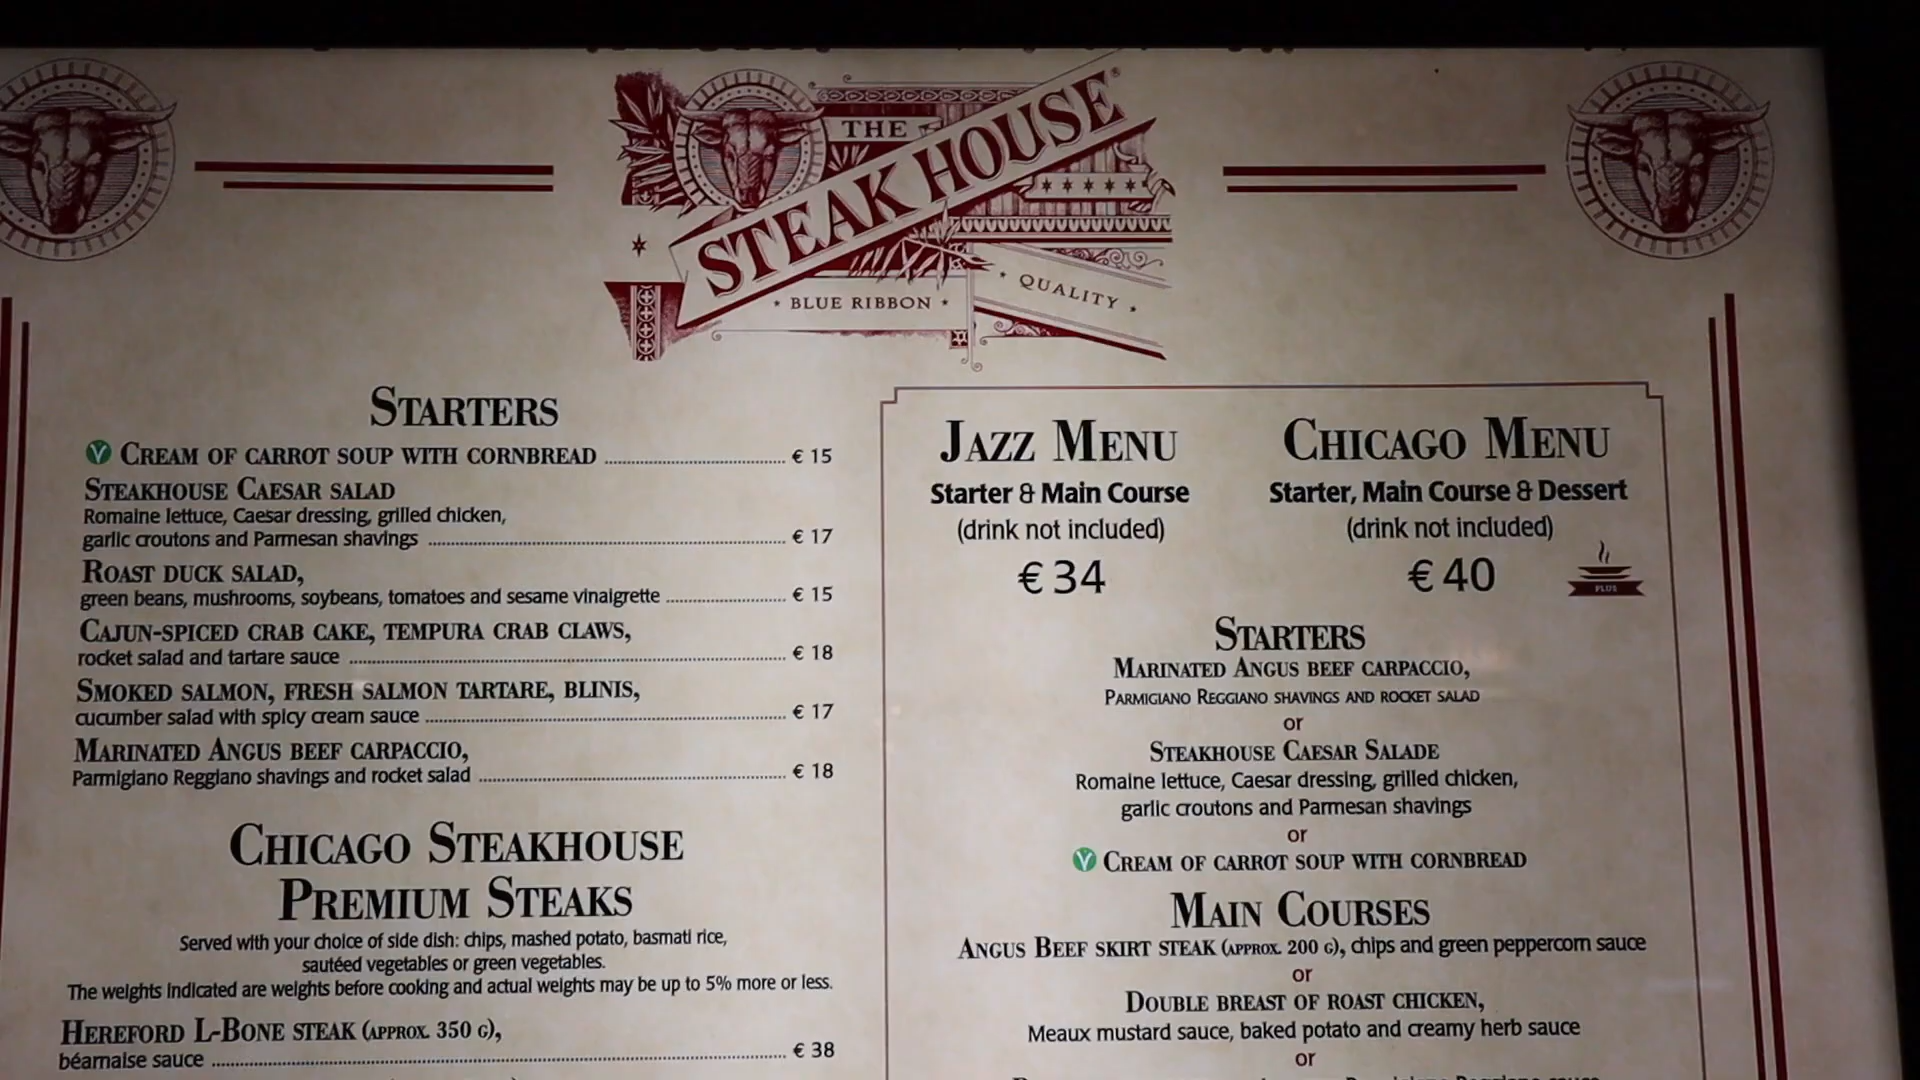 THE
STEAK HOUSE
BLUE RIBBON
QUALITY
STARTERS
CREAM OF CARROT SOUP WITH CORNBREAD € 15
STEAKHOUSE CAESAR SALAD
Romaine lettuce, Caesar dressing, grilled chicken,
garlic croutons and Parmesan shavings € 17
ROAST DUCK SALAD,
green beans, mushrooms, soybeans, tomatoes and sesame vinaigrette € 15
CAJUN-SPICED CRAB CAKE, TEMPURA CRAB CLAWS,
rocket salad and tartare sauce € 18
SMOKED SALMON, FRESH SALMON TARTARE, BLINIS,
cucumber salad with spicy cream sauce € 17
MARINATED ANGUS BEEF CARPACCIO,
Parmigiano Reggiano shavings and rocket salad € 18
CHICAGO STEAKHOUSE
PREMIUM STEAKS
Served with your choice of side dish: chips, mashed potato, basmati rice,
sautéed vegetables or green vegetables.
The weights indicated are weights before cooking and actual weights may be up to 5% more or less.
HEREFORD L-BONE STEAK (APPROX. 350 G),
béarnaise sauce € 38
JAZZ MENU
Starter & Main Course
(drink not included)
€ 34
CHICAGO MENU
Starter, Main Course & Dessert
(drink not included)
€ 40
PLUS
STARTERS
MARINATED ANGUS BEEF CARPACCIO,
PARMIGIANO REGGIANO SHAVINGS AND ROCKET SALAD
or
STEAKHOUSE CAESAR SALADE
Romaine lettuce, Caesar dressing, grilled chicken,
garlic croutons and Parmesan shavings
or
CREAM OF CARROT SOUP WITH CORNBREAD
MAIN COURSES
ANGUS BEEF SKIRT STEAK (APPROX. 200 G), chips and green peppercorn sauce
or
DOUBLE BREAST OF ROAST CHICKEN,
Meaux mustard sauce, baked potato and creamy herb sauce
or